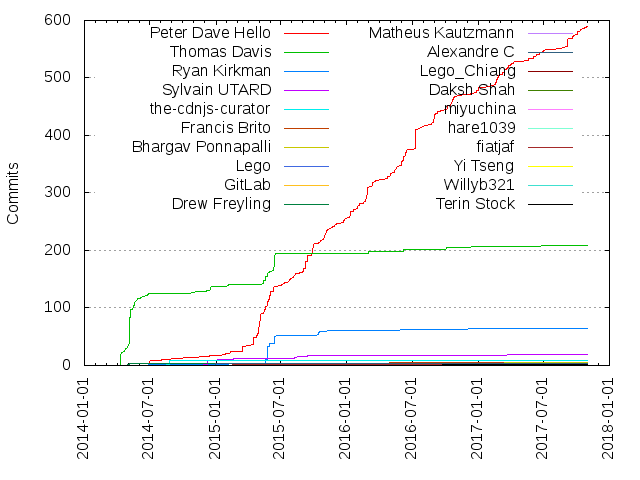 600
500
400
300
200
100
0
Commits
Peter Dave Hello
Thomas Davis
Ryan Kirkman
Sylvain UTARD
the-cdnjs-curator
Francis Brito
Bhargav Ponnapalli
Lego
GitLab
Drew Freyling
Matheus Kautzmann
Alexandre C
Lego_Chiang
Daksh Shah
miyuchina
hare1039
fiatjaf
Yi Tseng
Willyb321
Terin Stock
2014-01-01
2014-07-01
2015-01-01
2015-07-01
2016-01-01
2016-07-01
2017-01-01
2017-07-01
2018-01-01